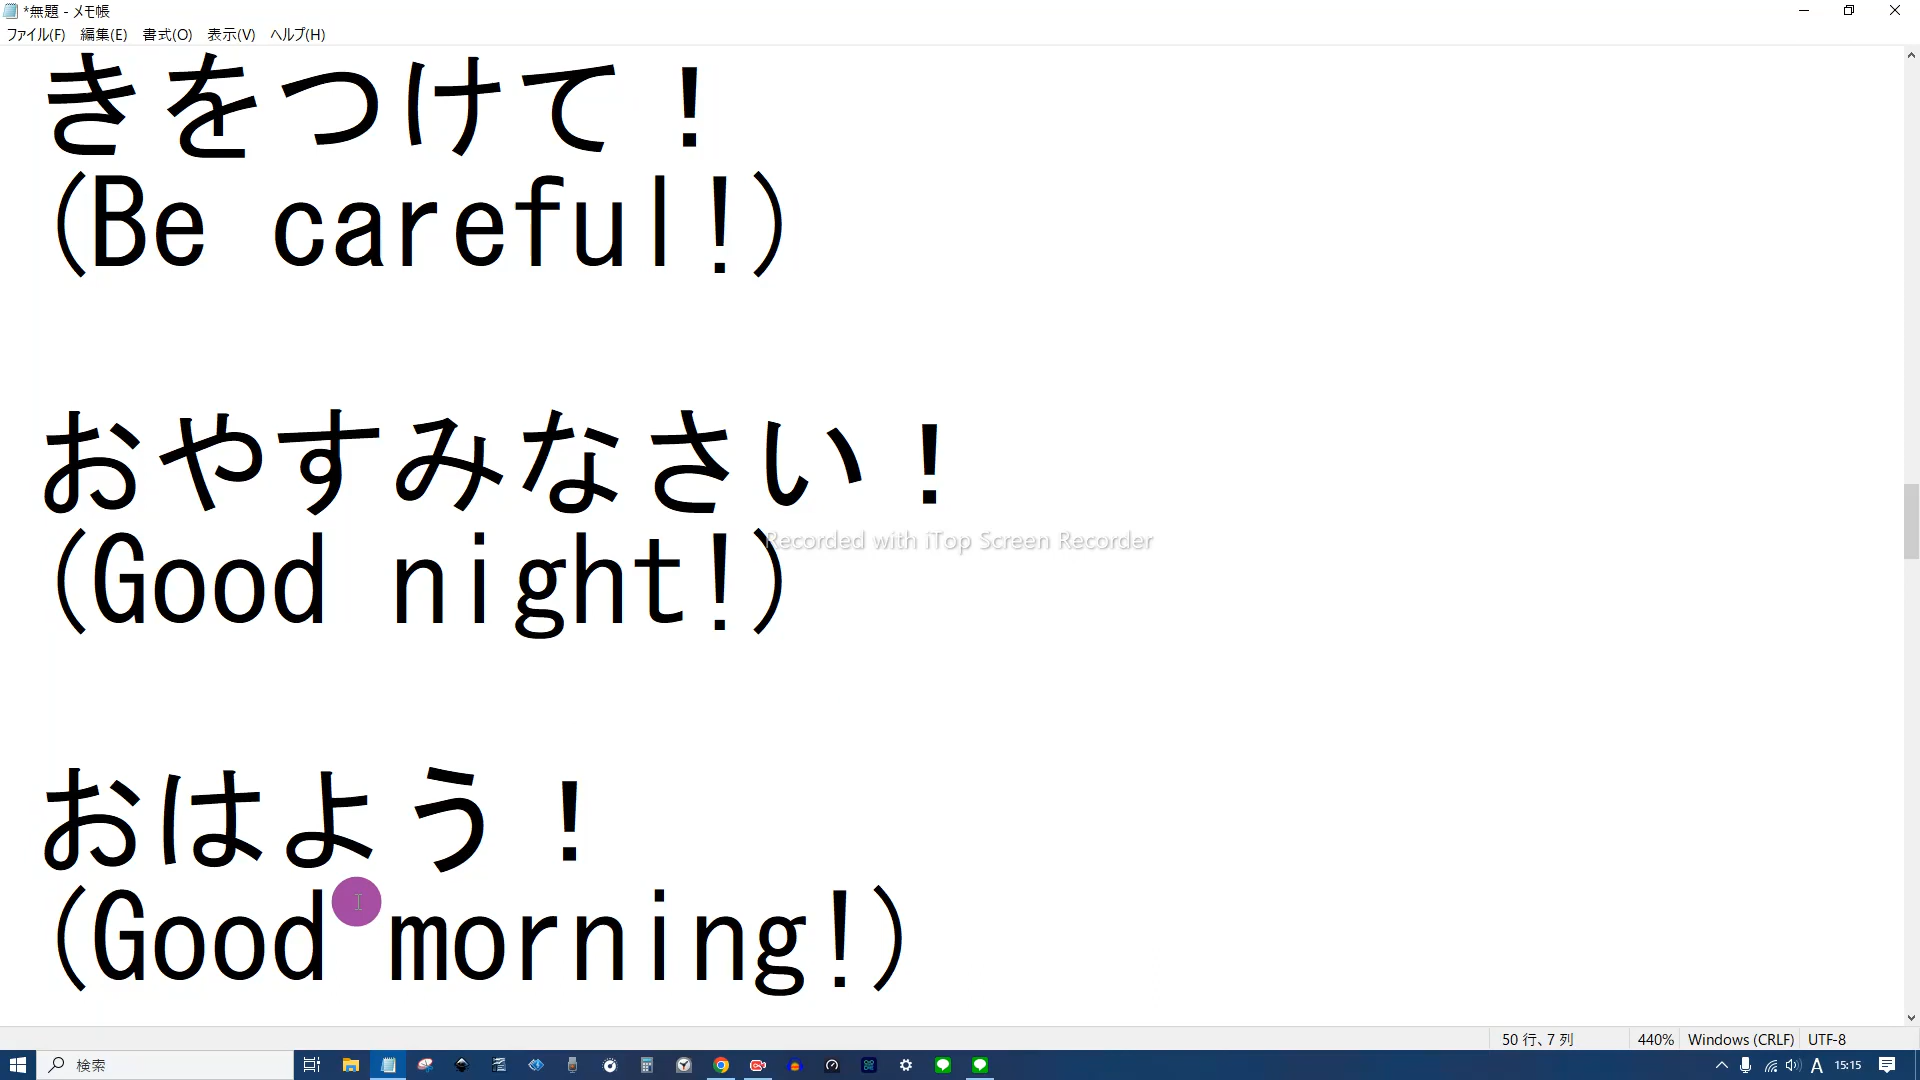 *無題 - メモ帳
ファイル(F) 編集(E) 書式(O) 表示(V) ヘルプ(H)
きをつけて！
(Be careful!)
おやすみなさい！
(Good night!)
Recorded with iTop Screen Recorder
おはよう！
(Good morning!)
50 行、7 列 440% Windows (CRLF) UTF-8
検索 A 15:15